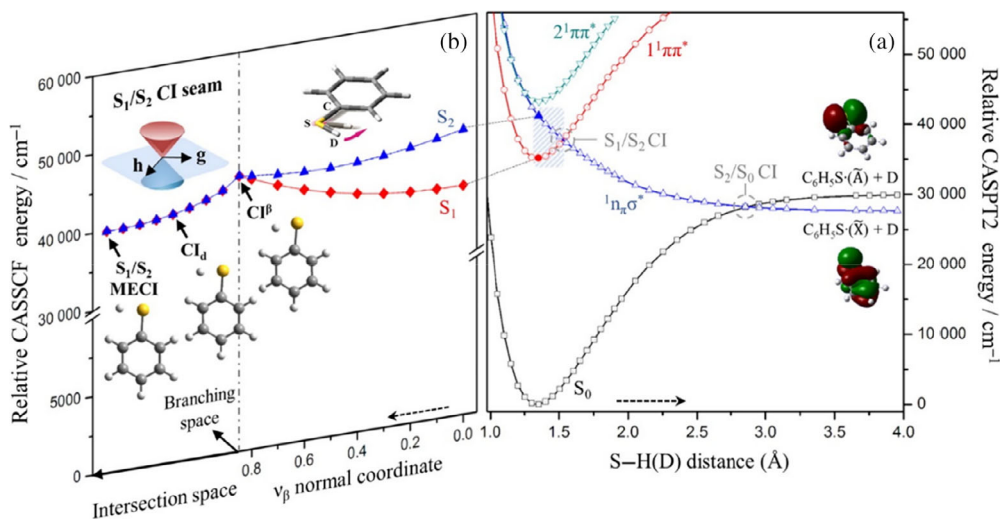 (b)
60 000
50 000
40 000
30 000
5000
0
Relative CASSCF energy / cm⁻¹
S₁/S₂ CI seam
h
g
C
S
D
S₂
S₁
CIᵝ
CI_d
S₁/S₂
MECI
Branching
space
Intersection space
0.8
0.6
0.4
0.2
0.0
ν_β normal coordinate
(a)
2¹ππ*
1¹ππ*
S₁/S₂ CI
S₂/S₀ CI
¹n_πσ*
C₆H₅S·(Ã) + D
C₆H₅S·(X̃) + D
S₀
1.0
1.5
2.0
2.5
3.0
3.5
4.0
S–H(D) distance (Å)
50 000
40 000
30 000
20 000
10 000
0
Relative CASPT2 energy / cm⁻¹